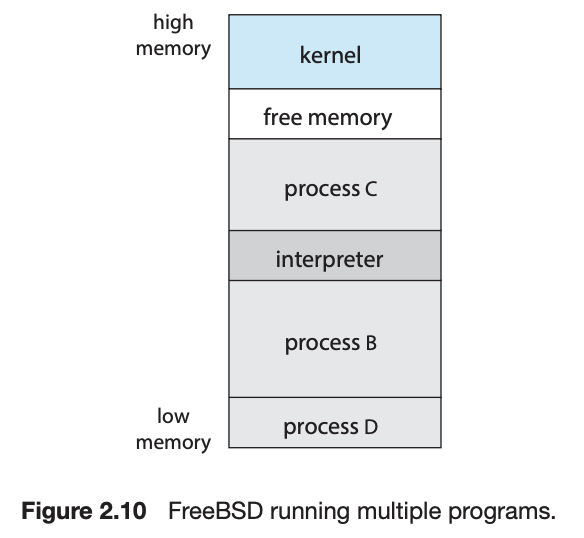 high
memory
kernel
free memory
process C
interpreter
process B
low
memory
process D
Figure 2.10 FreeBSD running multiple programs.